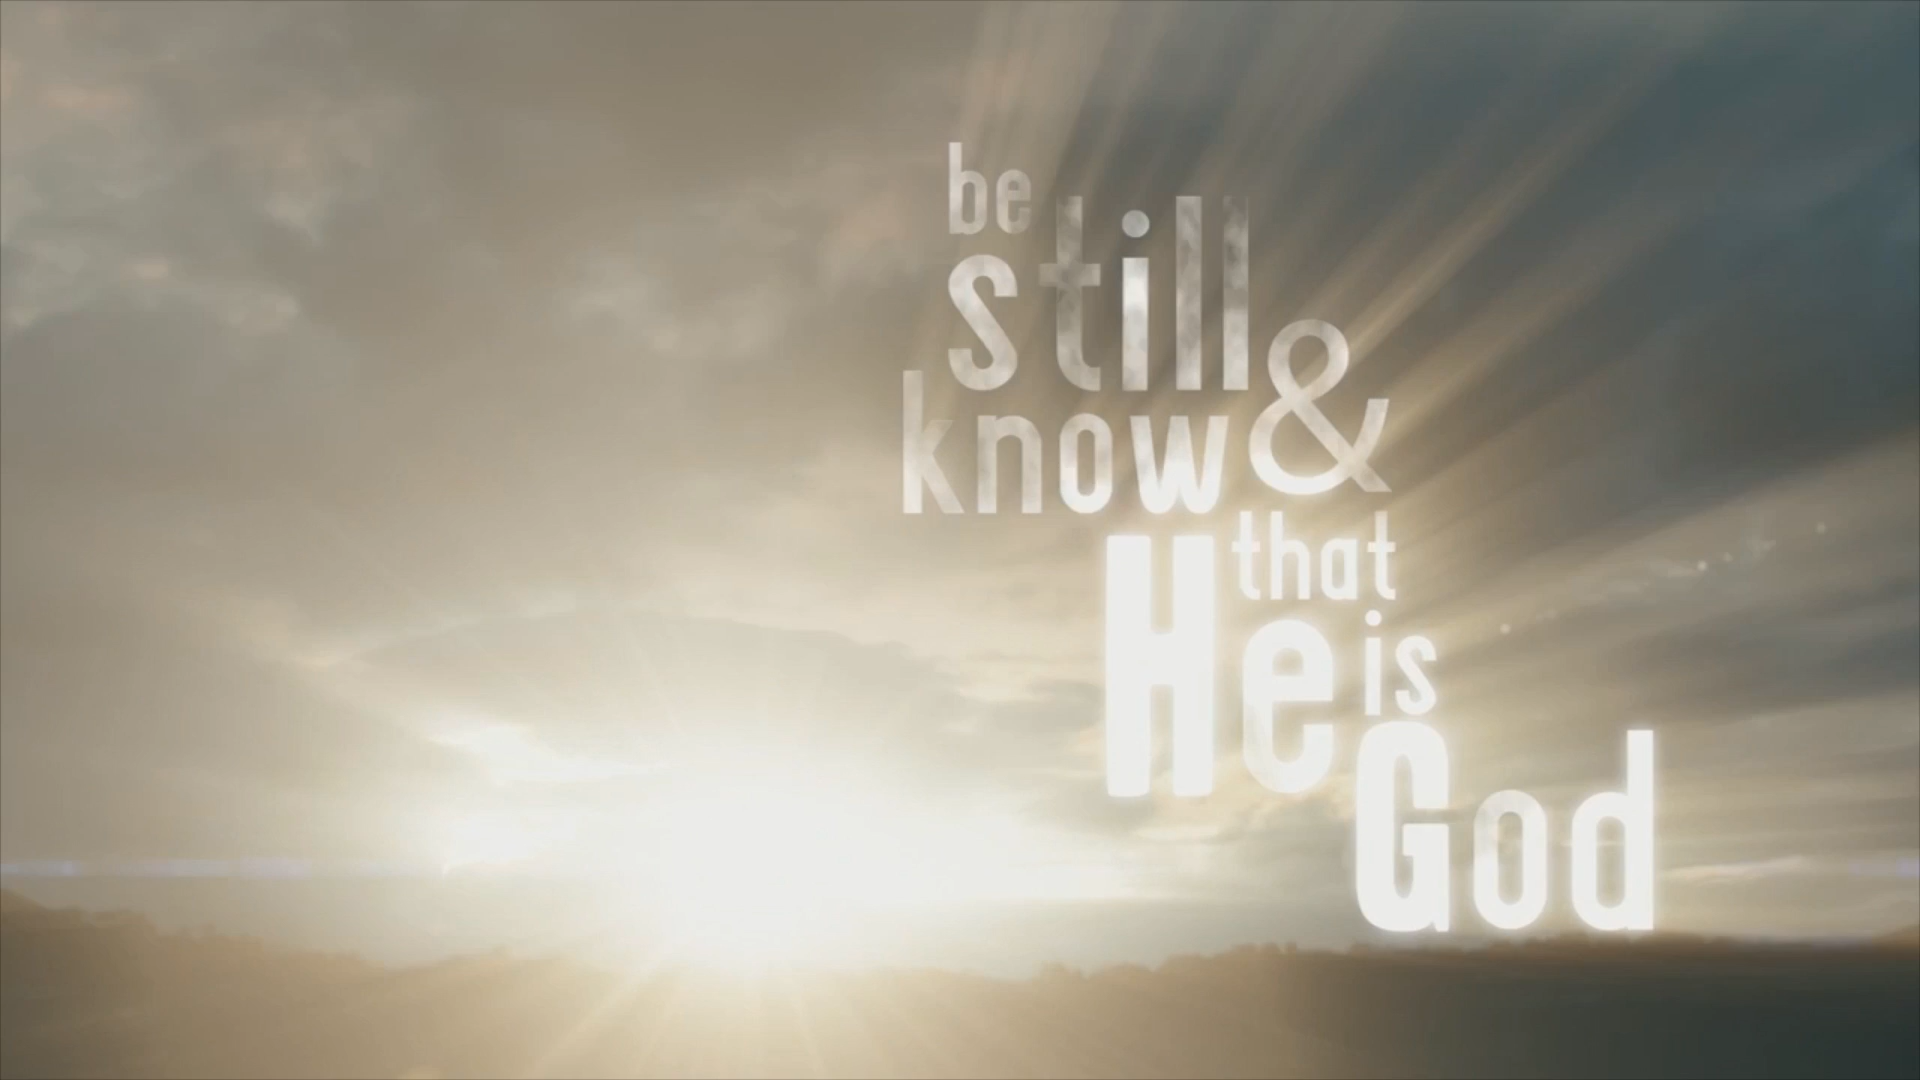 be
still &
know
that
He is
God